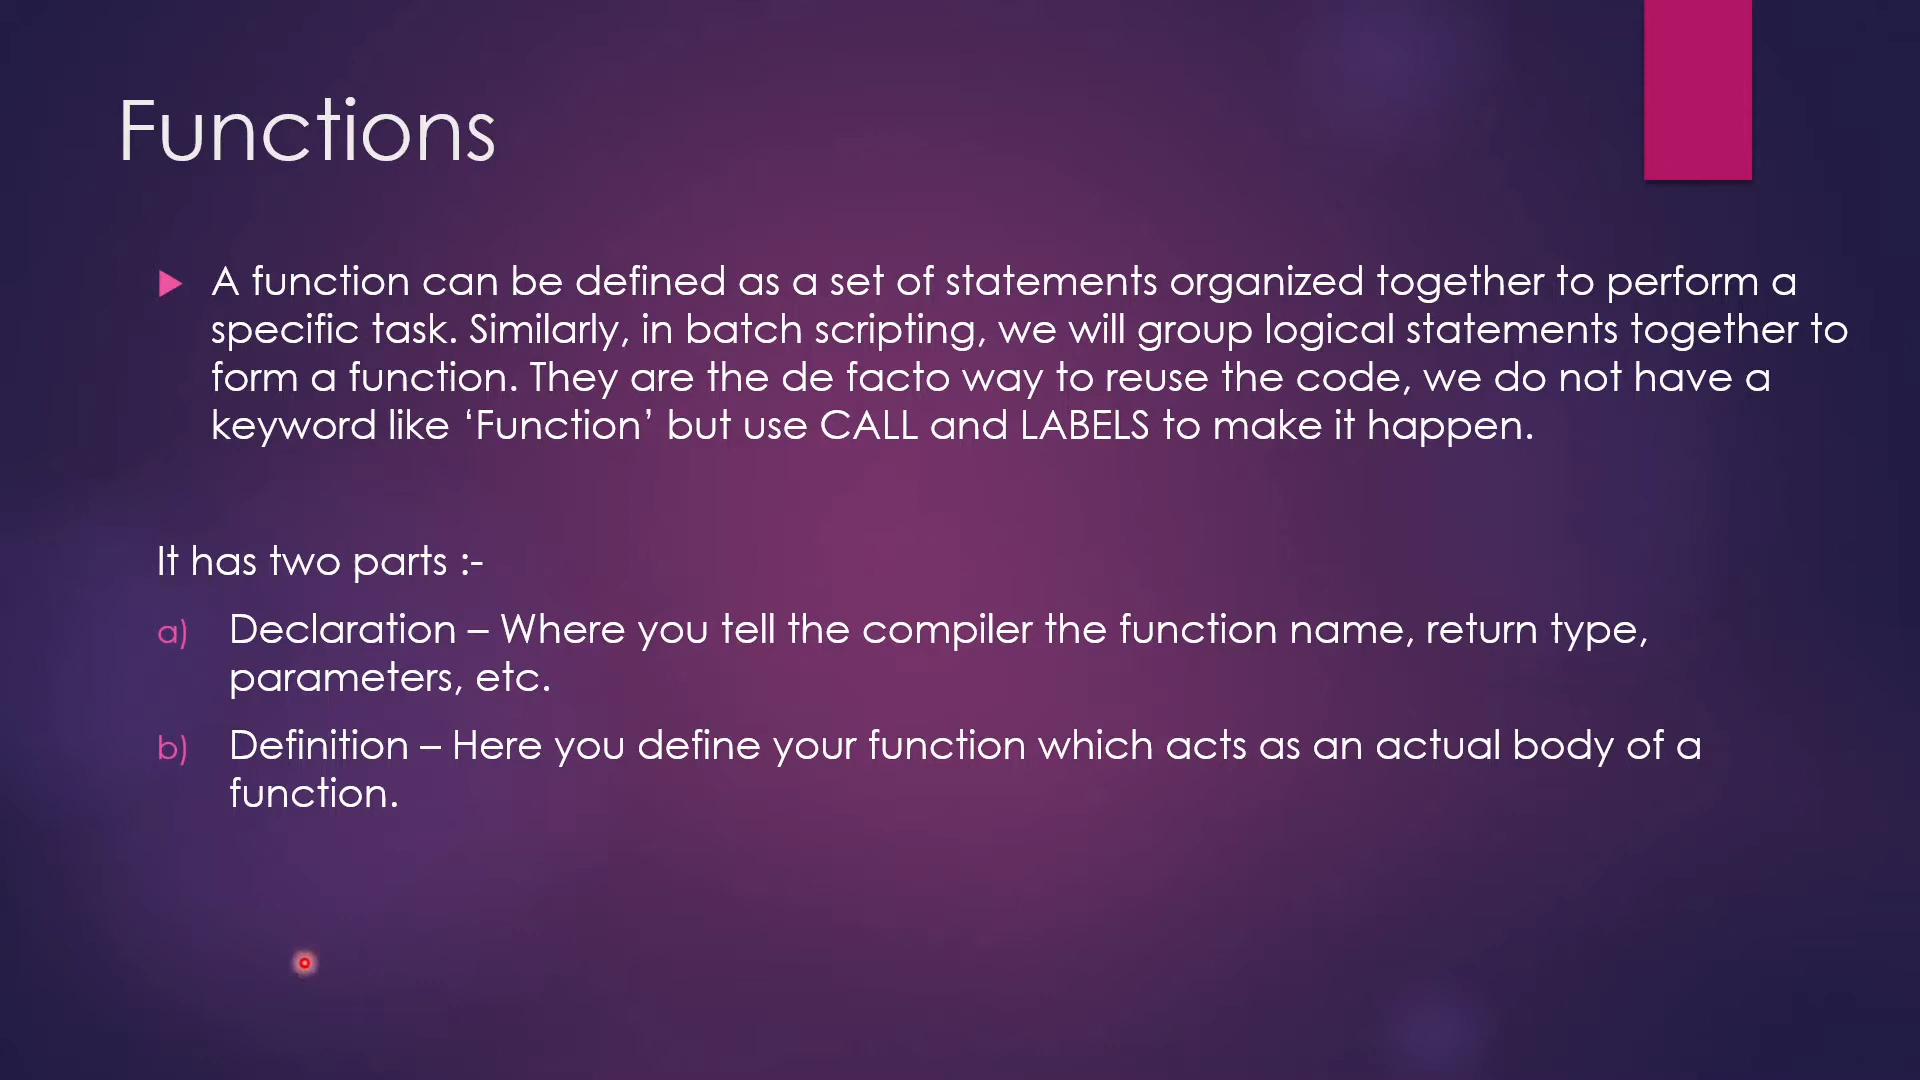 Functions
A function can be defined as a set of statements organized together to perform a
specific task. Similarly, in batch scripting, we will group logical statements together to
form a function. They are the de facto way to reuse the code, we do not have a
keyword like ‘Function’ but use CALL and LABELS to make it happen.
It has two parts :-
a) Declaration – Where you tell the compiler the function name, return type,
parameters, etc.
b) Definition – Here you define your function which acts as an actual body of a
function.